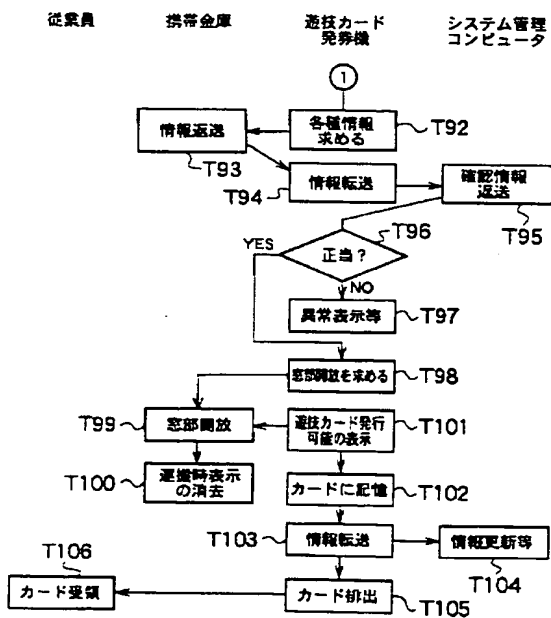 従業員
携帯金庫
遊技カード
発券機
システム管理
コンピュータ
1
情報返送
T93
各種情報
求める
T92
T94
情報転送
確認情報
返送
T95
YES
正当?
T96
NO
異常表示等
T97
窓部開放を求める
T98
T99
窓部開放
遊技カード発行
可能の表示
T101
T100
運搬時表示
の消去
カードに記憶
T102
T103
情報転送
情報更新等
T104
T106
カード受領
カード排出
T105